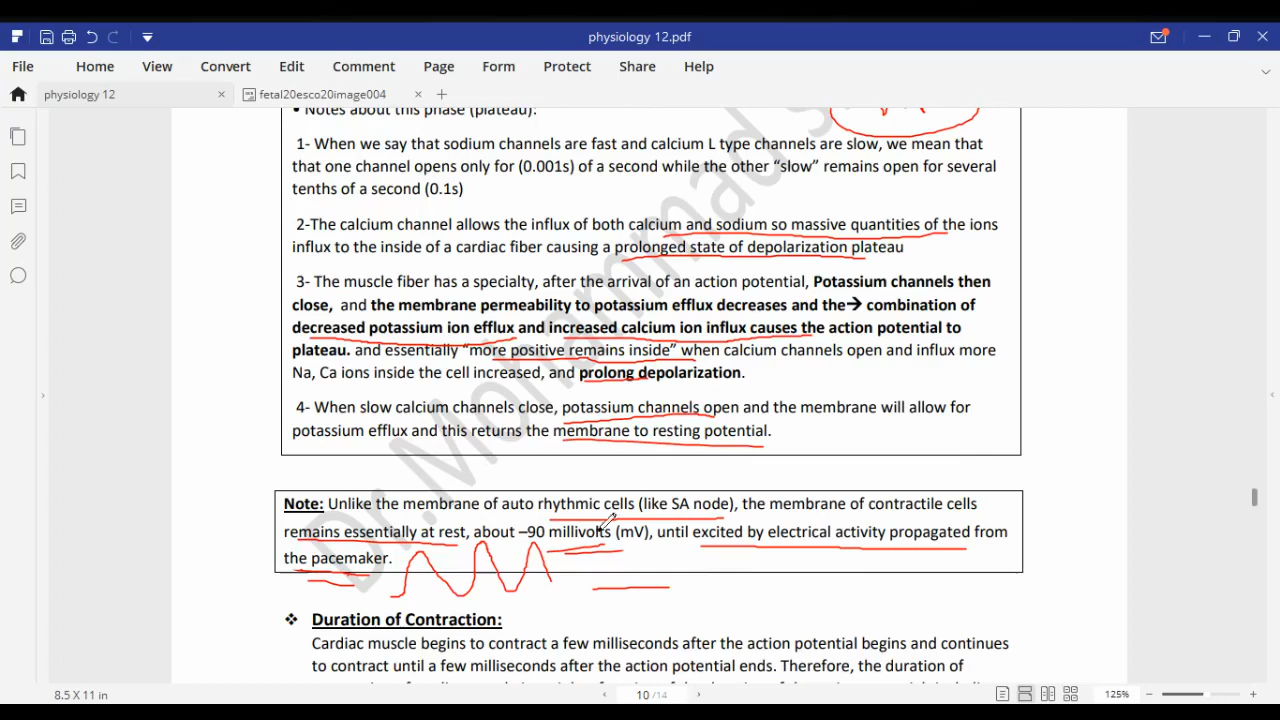 physiology 12.pdf
File Home View Convert Edit Comment Page Form Protect Share Help
physiology 12 fetal20esco20image004
• Notes about this phase (plateau):
1- When we say that sodium channels are fast and calcium L type channels are slow, we mean that
that one channel opens only for (0.001s) of a second while the other “slow” remains open for several
tenths of a second (0.1s)
2-The calcium channel allows the influx of both calcium and sodium so massive quantities of the ions
influx to the inside of a cardiac fiber causing a prolonged state of depolarization plateau
3- The muscle fiber has a specialty, after the arrival of an action potential, Potassium channels then
close, and the membrane permeability to potassium efflux decreases and the➔ combination of
decreased potassium ion efflux and increased calcium ion influx causes the action potential to
plateau. and essentially “more positive remains inside” when calcium channels open and influx more
Na, Ca ions inside the cell increased, and prolong depolarization.
4- When slow calcium channels close, potassium channels open and the membrane will allow for
potassium efflux and this returns the membrane to resting potential.
Note: Unlike the membrane of auto rhythmic cells (like SA node), the membrane of contractile cells
remains essentially at rest, about –90 millivolts (mV), until excited by electrical activity propagated from
the pacemaker.
❖ Duration of Contraction:
Cardiac muscle begins to contract a few milliseconds after the action potential begins and continues
to contract until a few milliseconds after the action potential ends. Therefore, the duration of
Dr. Mohammad
8.5 X 11 in 10 /14 125%